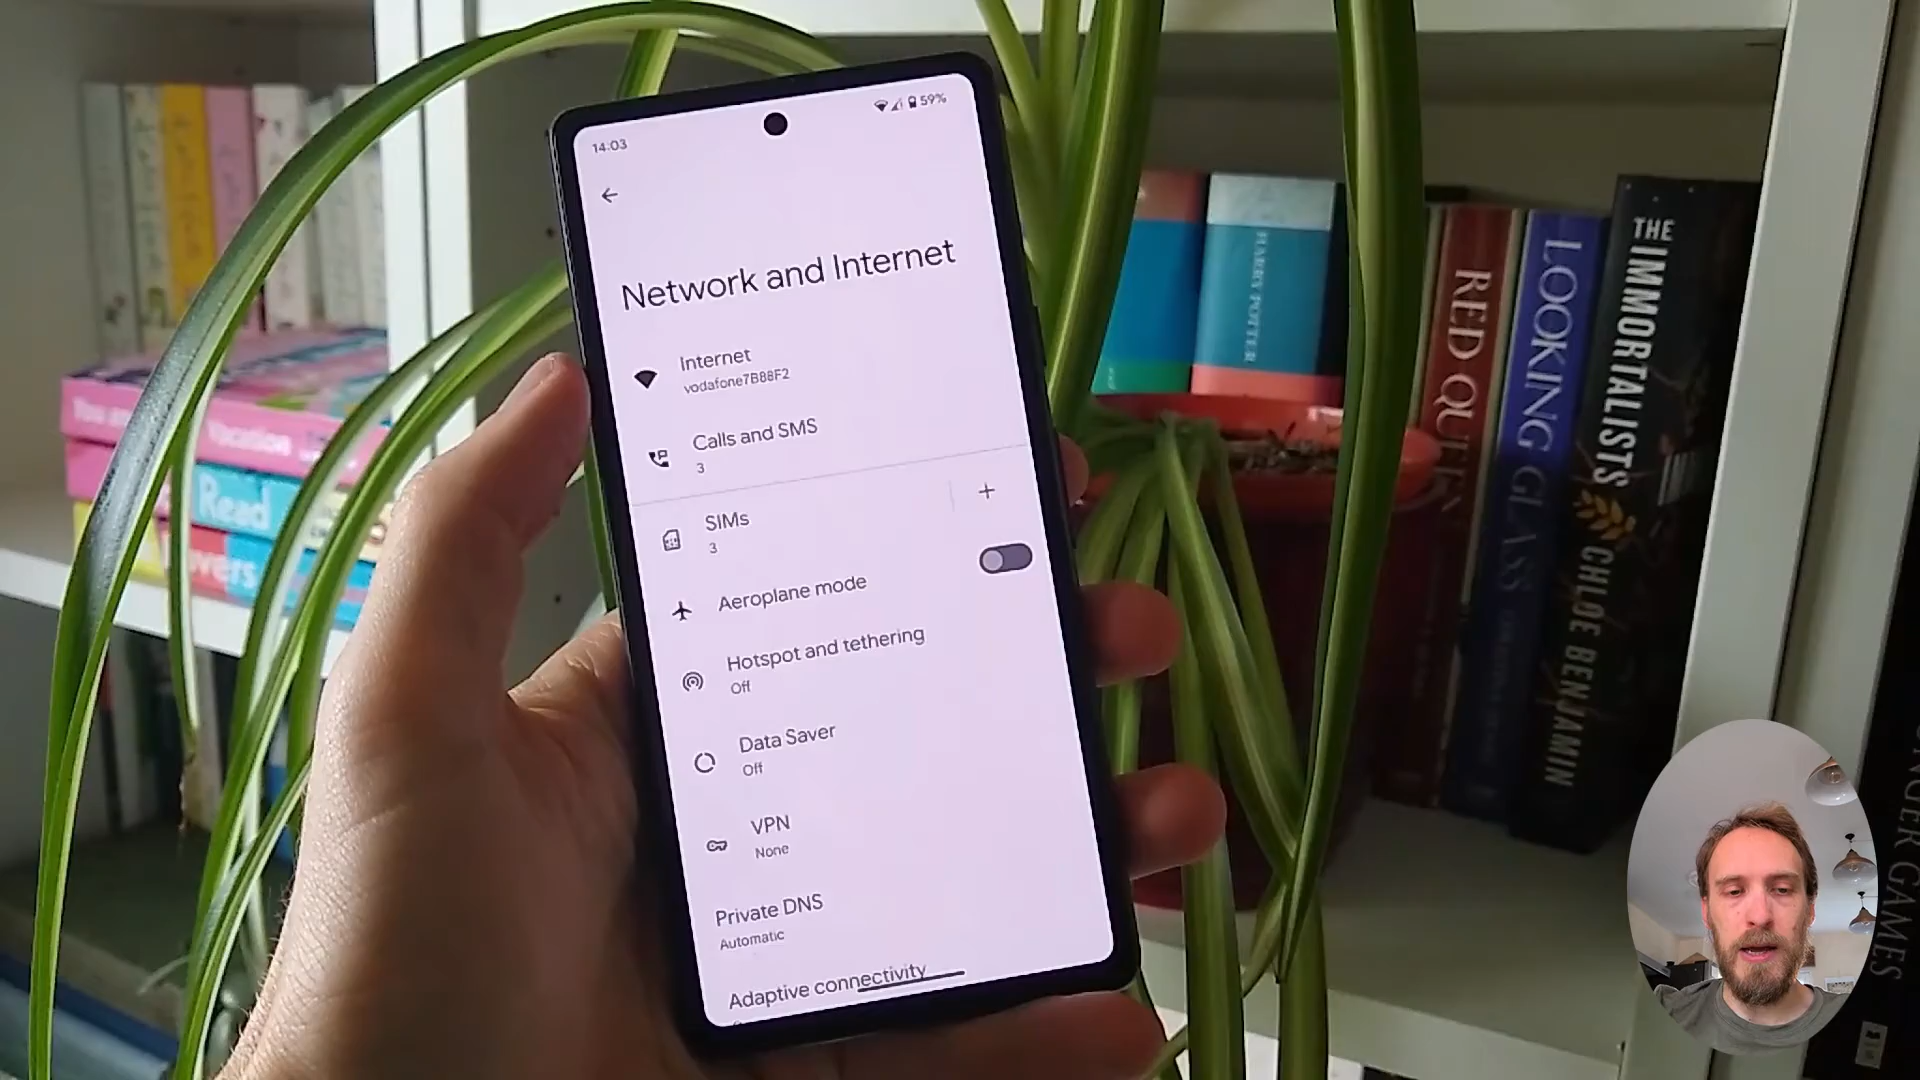 14:03
59%
Network and Internet
Internet
vodafone7B88F2
Calls and SMS
3
SIMs
3
Aeroplane mode
Hotspot and tethering
Off
Data Saver
Off
VPN
None
Private DNS
Automatic
Adaptive connectivity
Vacation
Read
HARRY POTTER
RED QUEEN
LOOKING GLASS
THE IMMORTALISTS
CHLOE BENJAMIN
GAMES